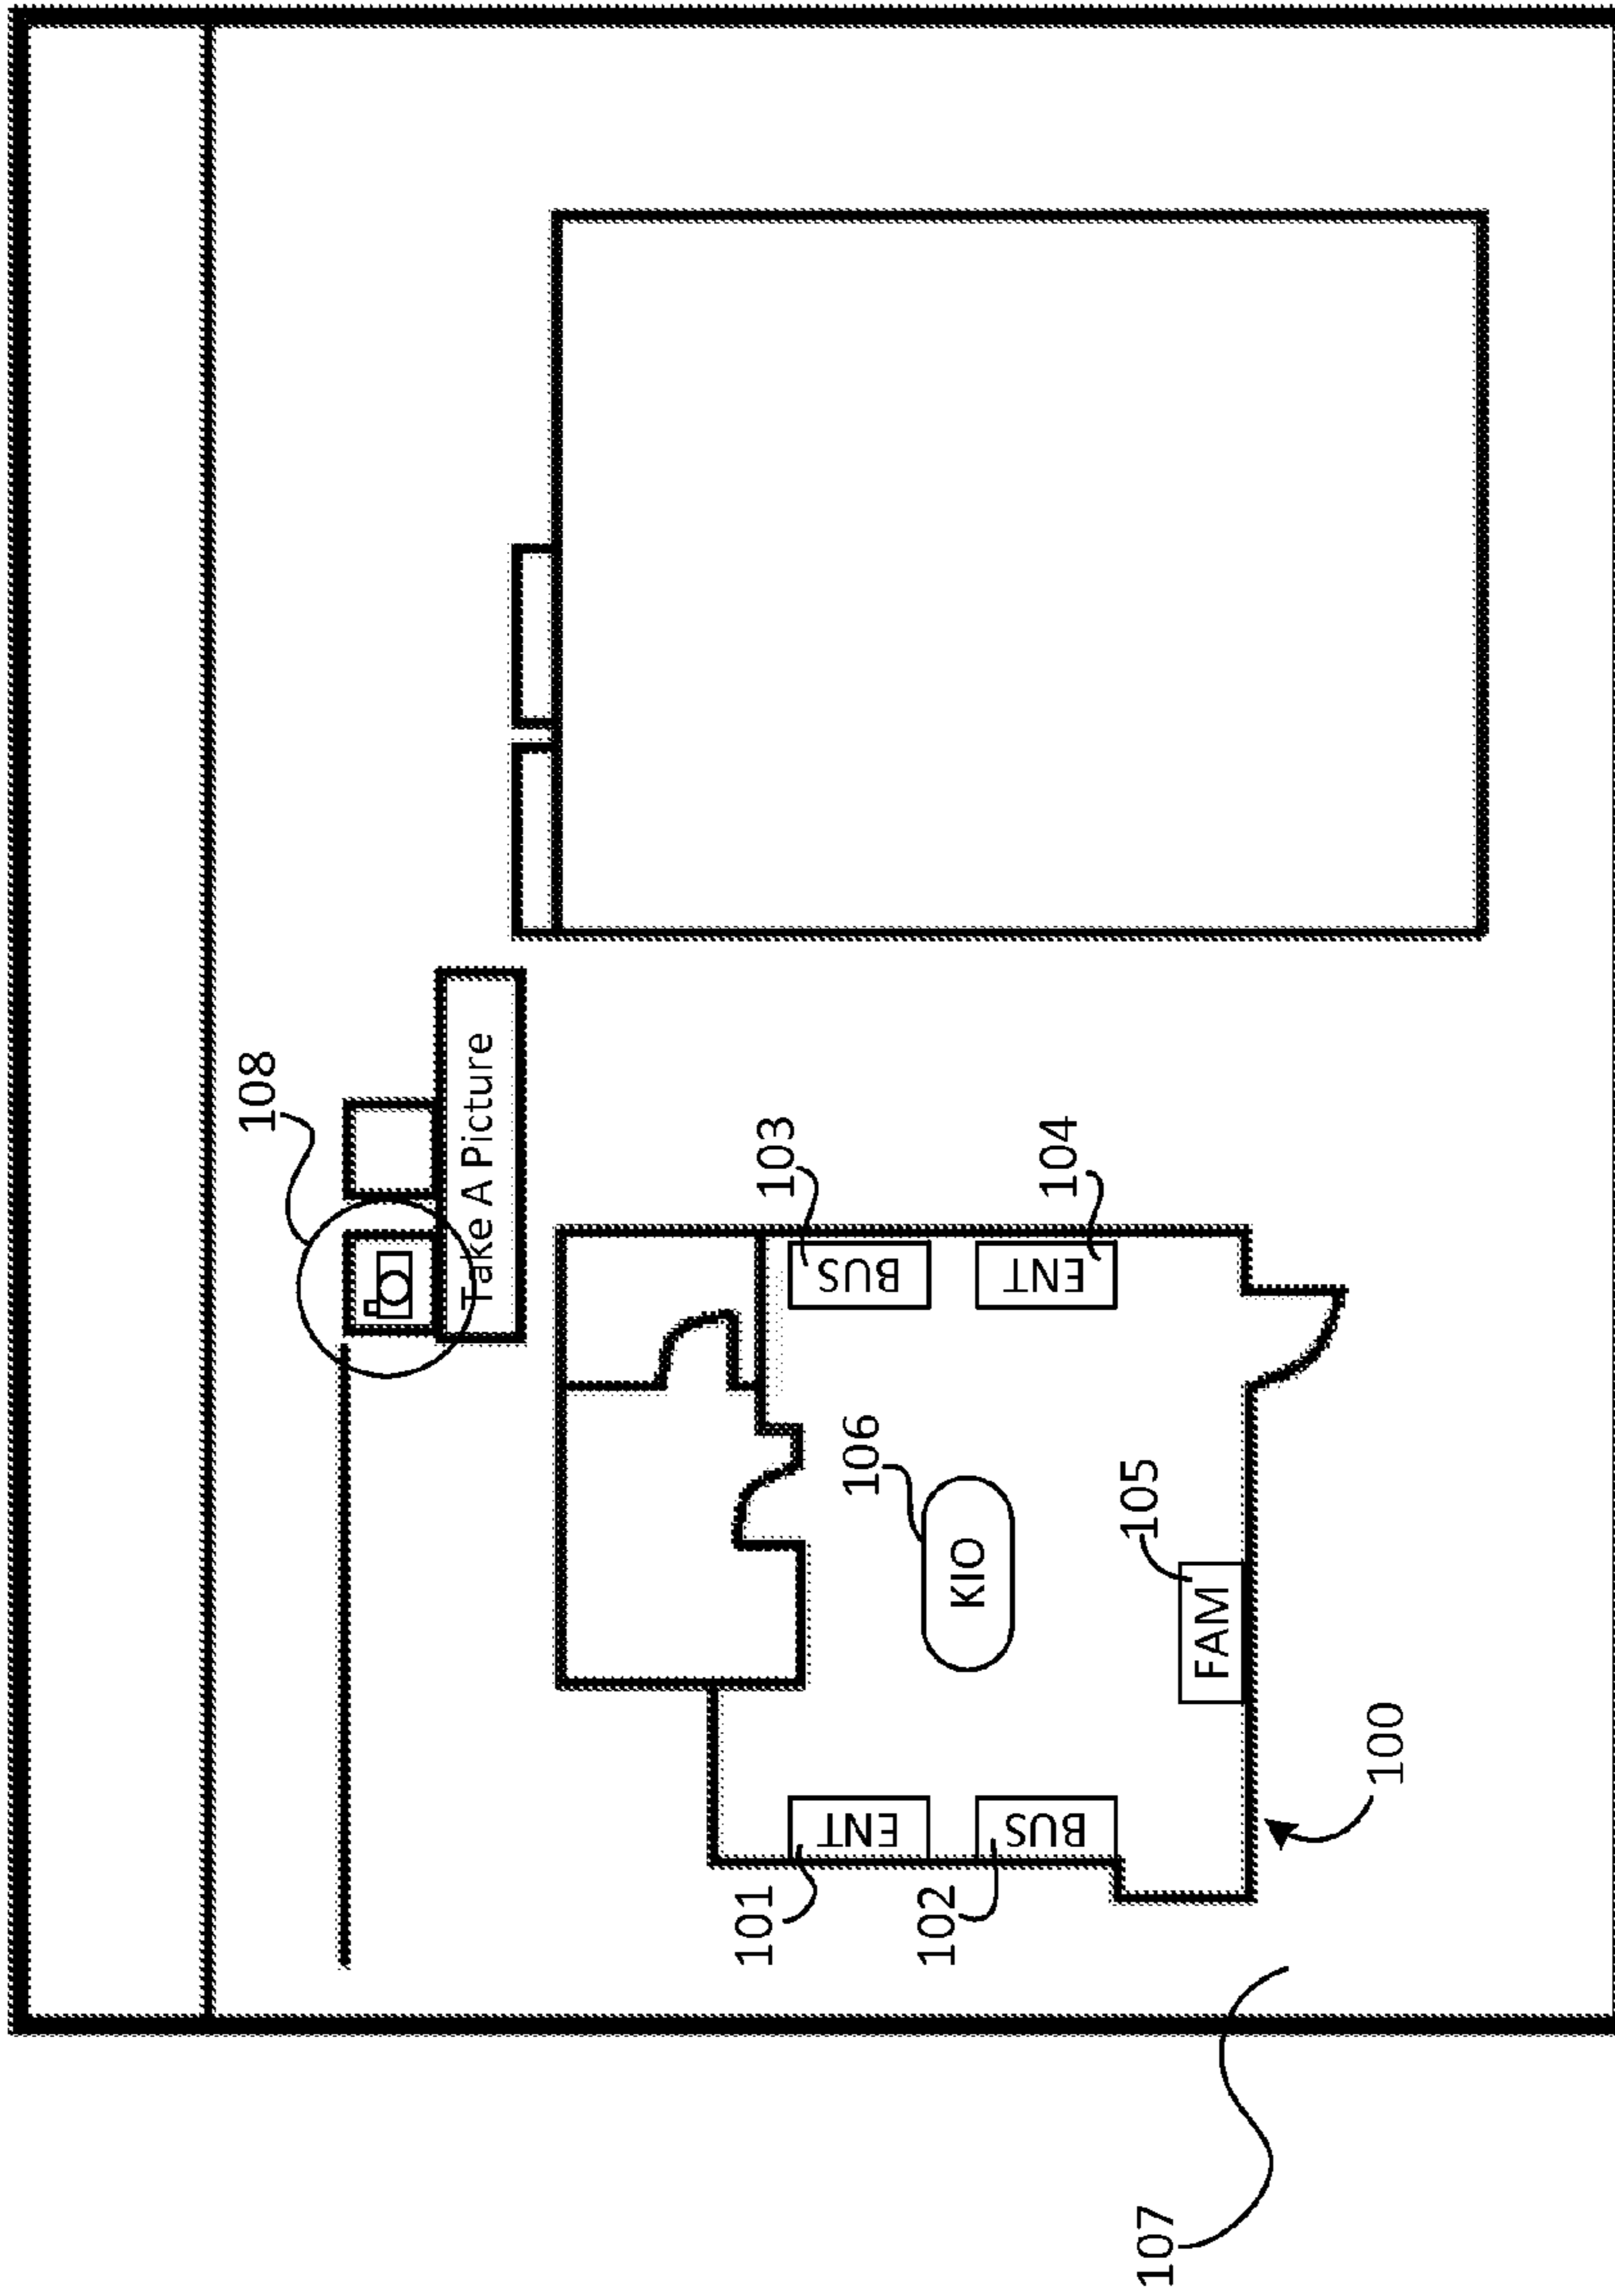 108
Take A Picture
101
ENT
102
BUS
103
BUS
104
ENT
106
KIO
105
FAM
100
107